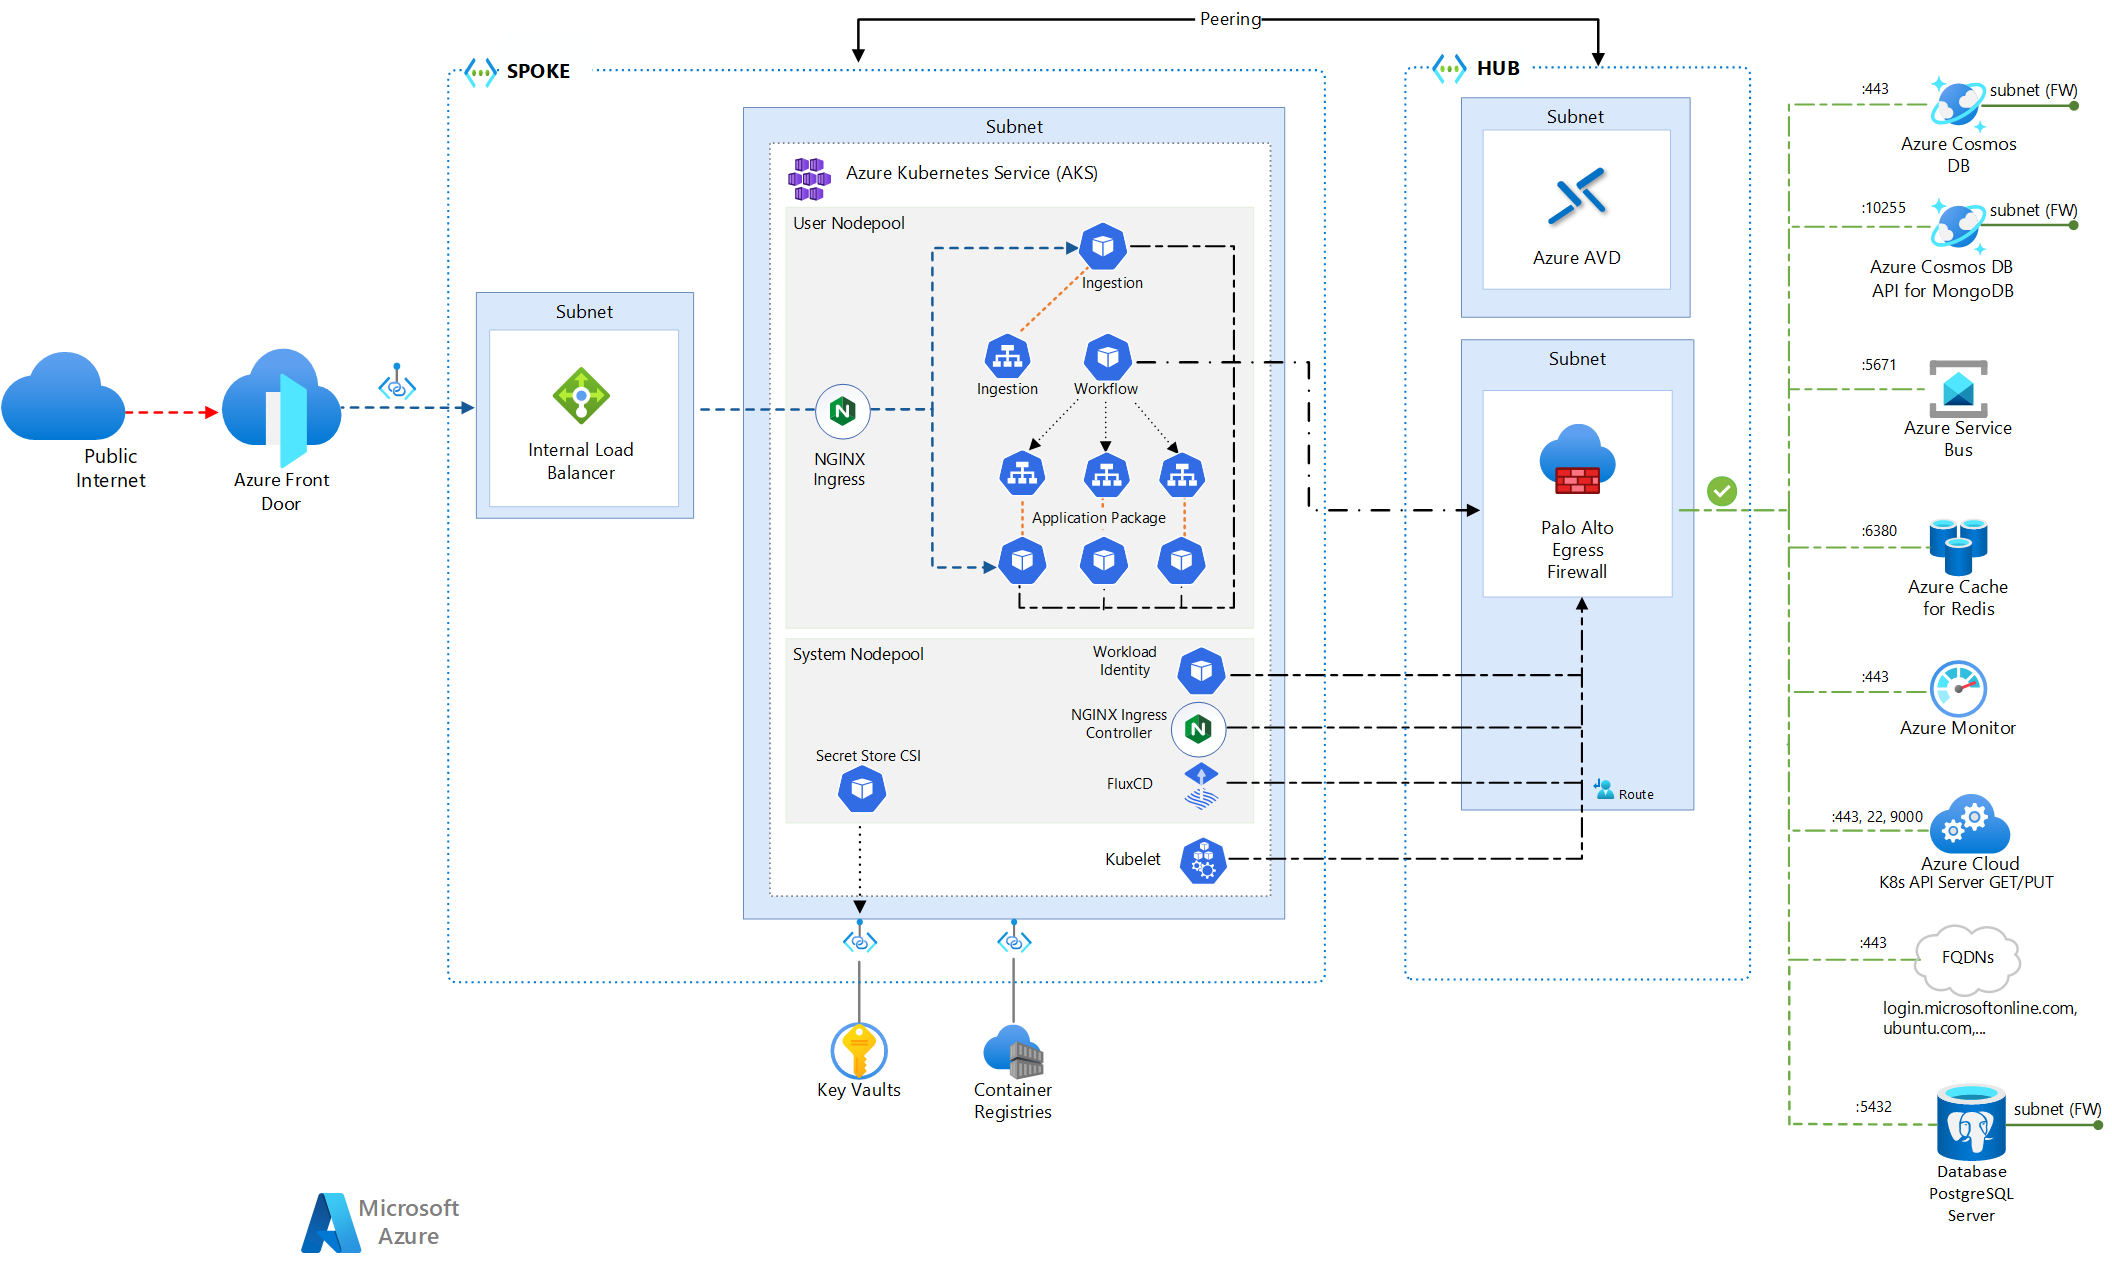 Peering
SPOKE
HUB
Subnet
Azure Kubernetes Service (AKS)
User Nodepool
Ingestion
Ingestion
Workflow
Application Package
NGINX
Ingress
Subnet
Internal Load
Balancer
Public
Internet
Azure Front
Door
System Nodepool
Workload
Identity
NGINX Ingress
Controller
Secret Store CSI
FluxCD
Kubelet
Key Vaults
Container
Registries
Subnet
Azure AVD
Subnet
Palo Alto
Egress
Firewall
Route
:443
subnet (FW)
Azure Cosmos
DB
:10255
subnet (FW)
Azure Cosmos DB
API for MongoDB
:5671
Azure Service
Bus
:6380
Azure Cache
for Redis
:443
Azure Monitor
:443, 22, 9000
Azure Cloud
K8s API Server GET/PUT
:443
FQDNs
login.microsoftonline.com,
ubuntu.com,...
:5432
subnet (FW)
Database
PostgreSQL
Server
Microsoft
Azure